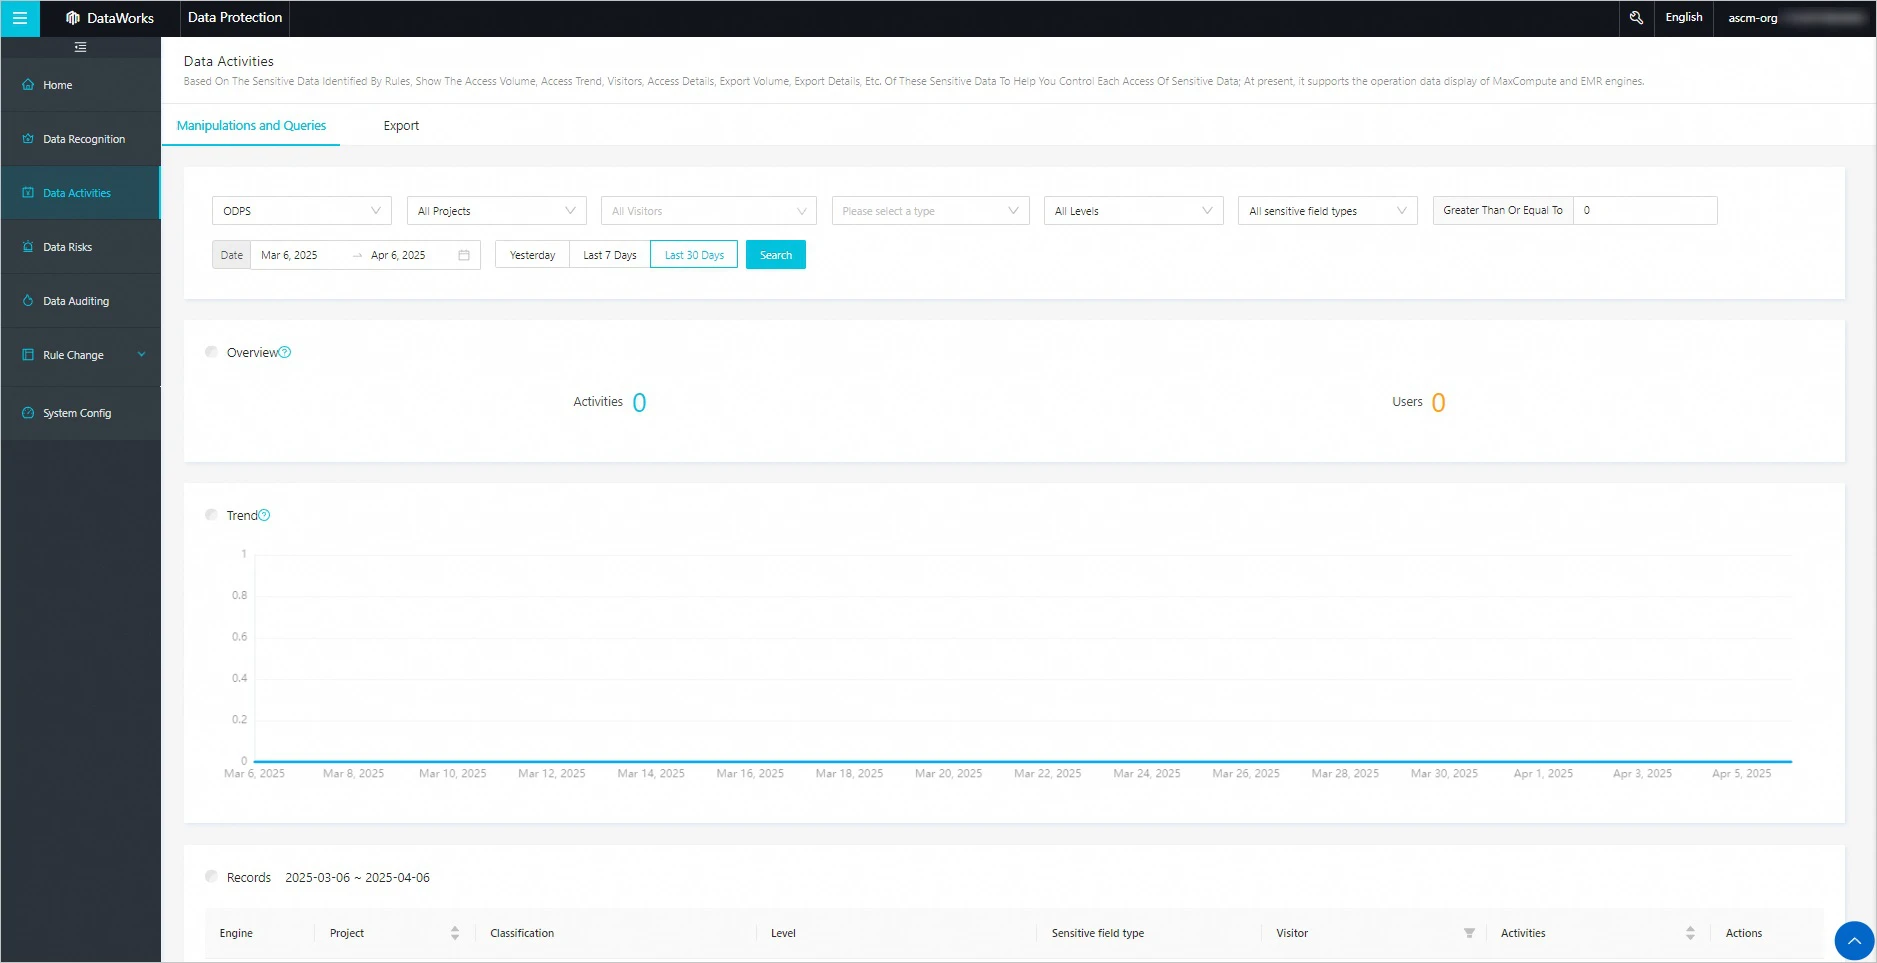 DataWorks
Data Protection
English
ascm-org
Home
Data Recognition
Data Activities
Data Risks
Data Auditing
Rule Change
System Config
Data Activities
Based On The Sensitive Data Identified By Rules, Show The Access Volume, Access Trend, Visitors, Access Details, Export Volume, Export Details, Etc. Of These Sensitive Data To Help You Control Each Access Of Sensitive Data; At present, it supports the operation data display of MaxCompute and EMR engines.
Manipulations and Queries
Export
ODPS
All Projects
All Visitors
Please select a type
All Levels
All sensitive field types
Greater Than Or Equal To
0
Date
Mar 6, 2025
Apr 6, 2025
Yesterday
Last 7 Days
Last 30 Days
Search
Overview
Activities 0
Users 0
Trend
1
0.8
0.6
0.4
0.2
0
Mar 6, 2025
Mar 8, 2025
Mar 10, 2025
Mar 12, 2025
Mar 14, 2025
Mar 16, 2025
Mar 18, 2025
Mar 20, 2025
Mar 22, 2025
Mar 24, 2025
Mar 26, 2025
Mar 28, 2025
Mar 30, 2025
Apr 1, 2025
Apr 3, 2025
Apr 5, 2025
Records 2025-03-06 ~ 2025-04-06
Engine
Project
Classification
Level
Sensitive field type
Visitor
Activities
Actions